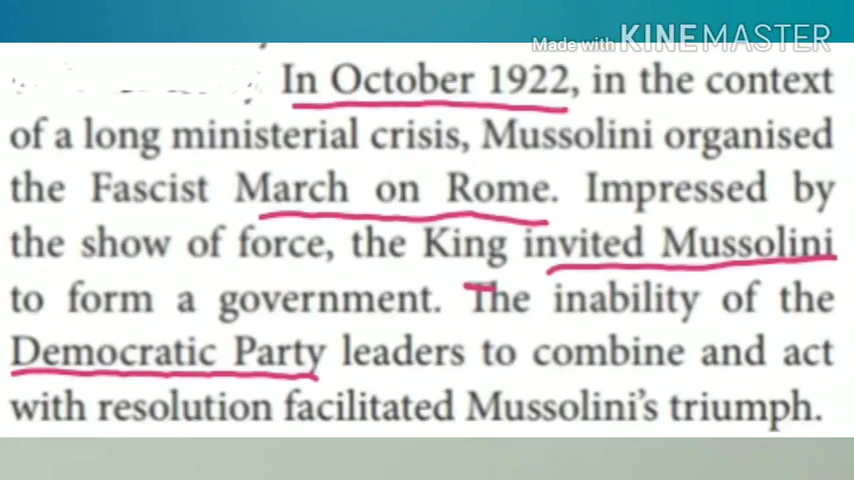 Made with KINEMASTER
In October 1922, in the context
of a long ministerial crisis, Mussolini organised
the Fascist March on Rome. Impressed by
the show of force, the King invited Mussolini
to form a government. The inability of the
Democratic Party leaders to combine and act
with resolution facilitated Mussolini's triumph.